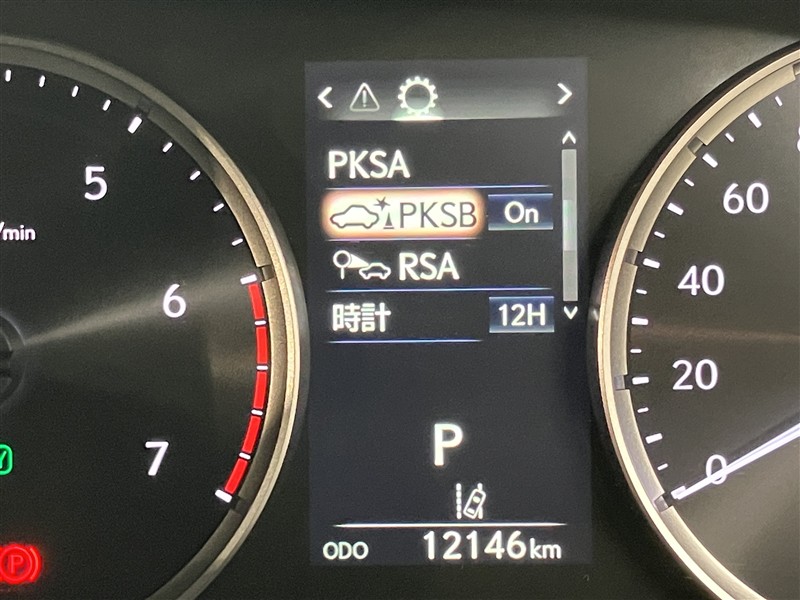 PKSA
PKSB On
RSA
時計 12H
P
ODO 12146km
5
/min
6
7
P
60
40
20
0